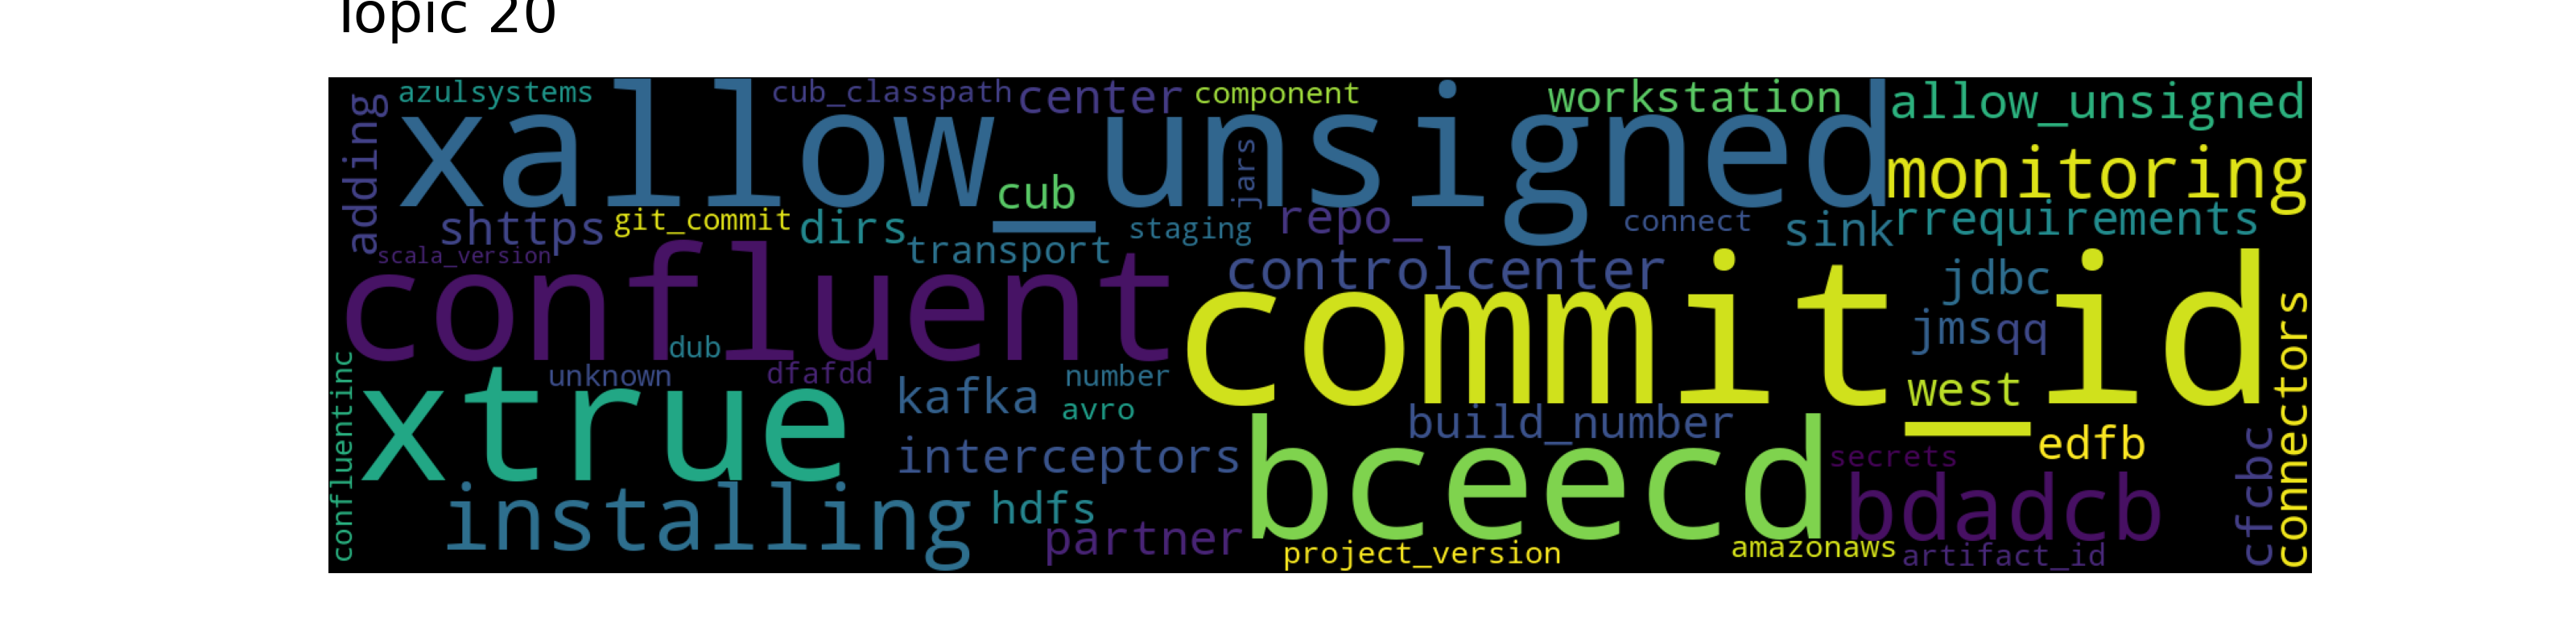 Topic 20
azulsystems
cub_classpath
center
component
workstation
allow_unsigned
adding
xallow_unsigned
monitoring
jars
cub
shttps
git_commit
dirs
staging
repo_
connect
sink
rrequirements
transport
scala_version
confluent
controlcenter
commit_id
jdbc
jmsqq
connectors
dub
unknown
dfafdd
number
kafka
avro
west
confluentinc
xtrue
build_number
edfb
interceptors
bceecd
secrets
cfcbc
installing
hdfs
bdadcb
partner
project_version
amazonaws
artifact_id